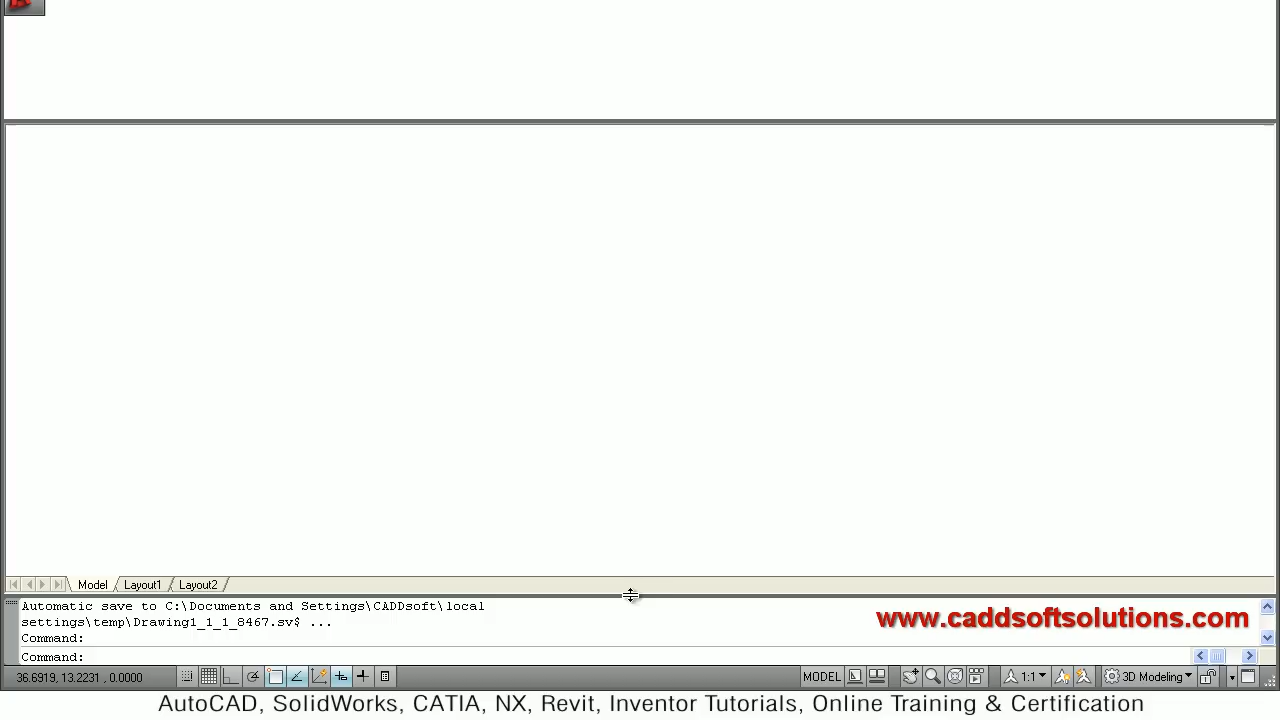 Model Layout1 Layout2
Automatic save to C:\Documents and Settings\CADDsoft\local
settings\temp\Drawing1_1_1_8467.sv$ ...
www.caddsoftsolutions.com
Command:
Command:
36.6919, 13.2231 , 0.0000 MODEL 1:1 3D Modeling
AutoCAD, SolidWorks, CATIA, NX, Revit, Inventor Tutorials, Online Training & Certification